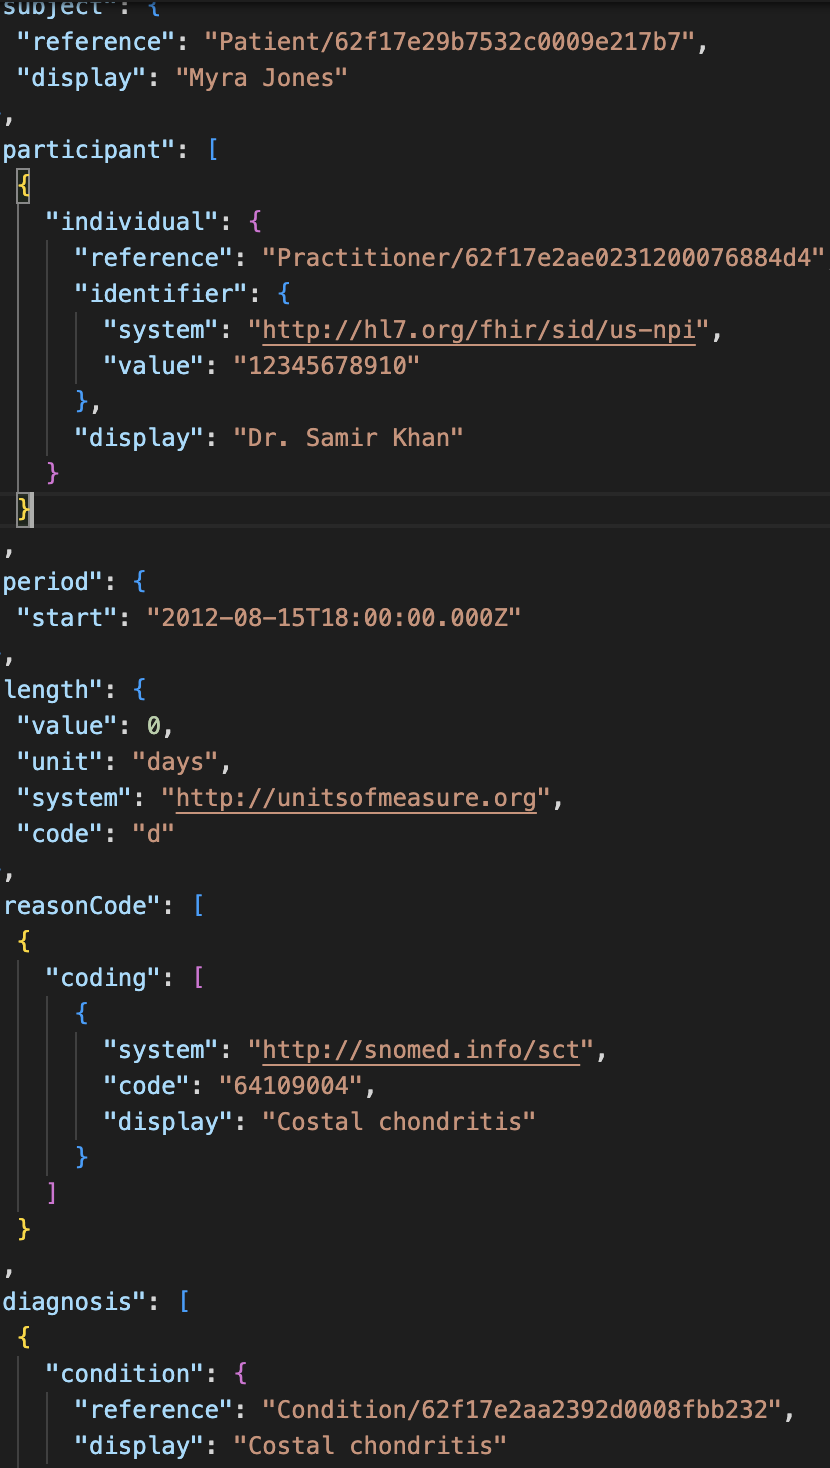 subject": {
"reference": "Patient/62f17e29b7532c0009e217b7",
"display": "Myra Jones"
,
participant": [
{
"individual": {
"reference": "Practitioner/62f17e2ae0231200076884d4"
"identifier": {
"system": "http://hl7.org/fhir/sid/us-npi",
"value": "12345678910"
},
"display": "Dr. Samir Khan"
}
}
,
period": {
"start": "2012-08-15T18:00:00.000Z"
,
length": {
"value": 0,
"unit": "days",
"system": "http://unitsofmeasure.org",
"code": "d"
,
reasonCode": [
{
"coding": [
{
"system": "http://snomed.info/sct",
"code": "64109004",
"display": "Costal chondritis"
}
]
}
,
diagnosis": [
{
"condition": {
"reference": "Condition/62f17e2aa2392d0008fbb232",
"display": "Costal chondritis"